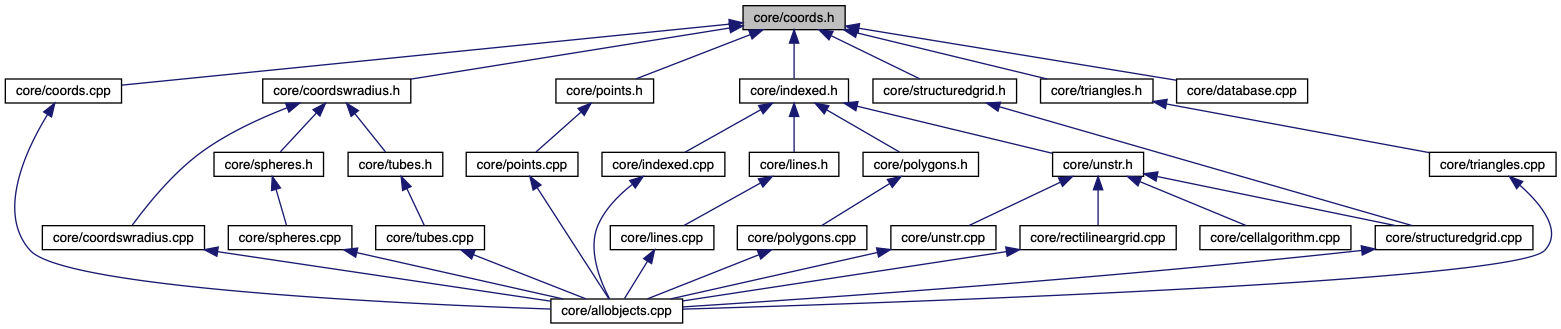 core/coords.h
core/coords.cpp
core/coordswradius.h
core/points.h
core/indexed.h
core/structuredgrid.h
core/triangles.h
core/database.cpp
core/spheres.h
core/tubes.h
core/points.cpp
core/indexed.cpp
core/lines.h
core/polygons.h
core/unstr.h
core/triangles.cpp
core/coordswradius.cpp
core/spheres.cpp
core/tubes.cpp
core/lines.cpp
core/polygons.cpp
core/unstr.cpp
core/rectilineargrid.cpp
core/cellalgorithm.cpp
core/structuredgrid.cpp
core/allobjects.cpp